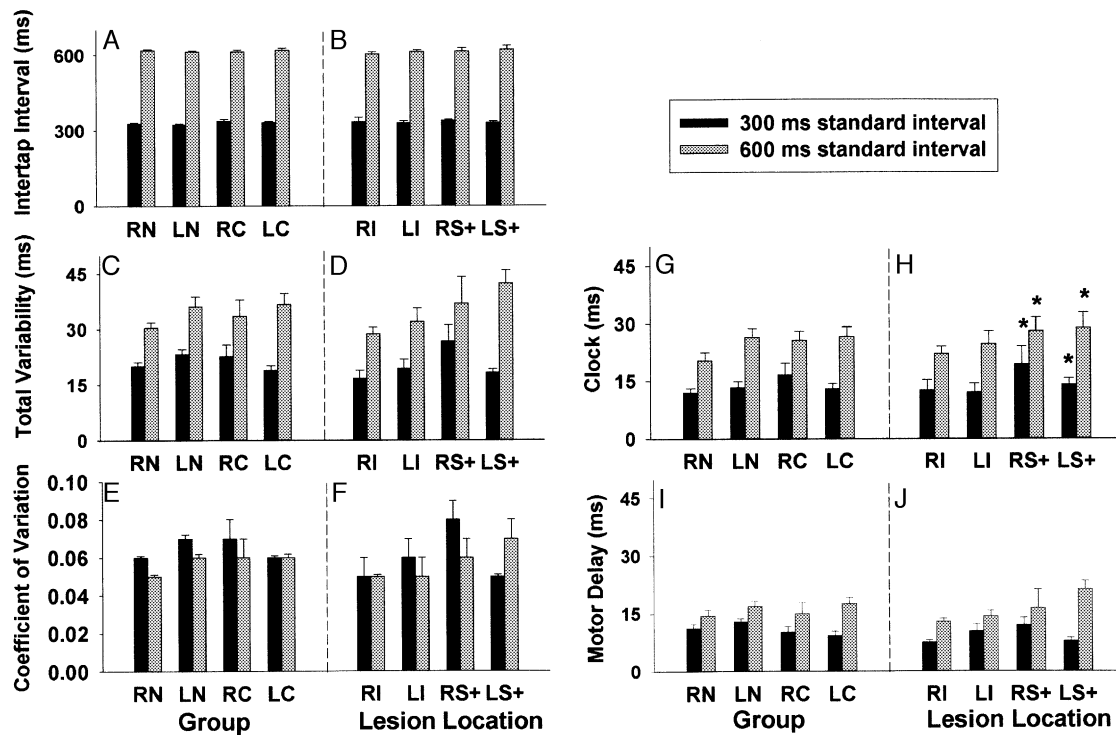 A
B
Intertap Interval (ms)
600
300
0
RN LN RC LC
RI LI RS+ LS+
300 ms standard interval
600 ms standard interval
C
D
Total Variability (ms)
45
30
15
0
RN LN RC LC
RI LI RS+ LS+
G
H
Clock (ms)
45
30
15
0
* * * *
RN LN RC LC
RI LI RS+ LS+
E
F
Coefficient of Variation
0.10
0.08
0.06
0.04
0.02
0.00
RN LN RC LC
RI LI RS+ LS+
Group
Lesion Location
I
J
Motor Delay (ms)
45
30
15
0
RN LN RC LC
RI LI RS+ LS+
Group
Lesion Location